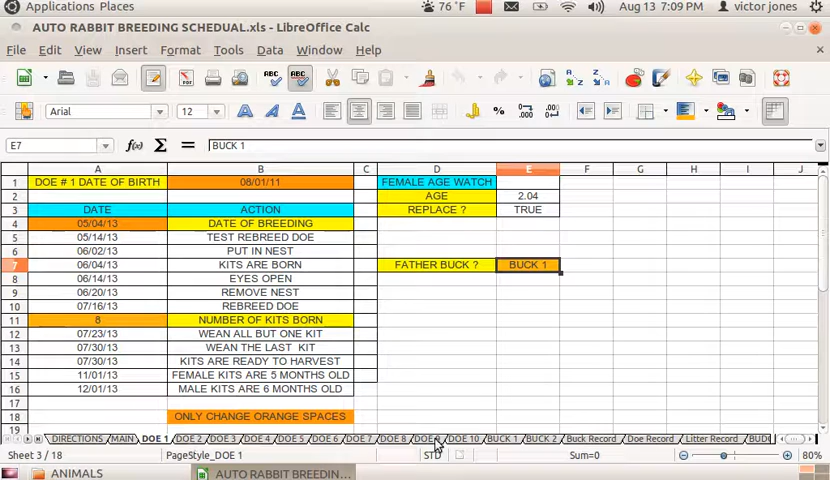 Applications Places 76 °F Aug 13 7:09 PM victor jones
AUTO RABBIT BREEDING SCHEDUAL.xls - LibreOffice Calc
File Edit View Insert Format Tools Data Window Help
Arial 12
E7 BUCK 1
A B C D E F G H I J
1 DOE # 1 DATE OF BIRTH 08/01/11 FEMALE AGE WATCH
2 AGE 2.04
3 DATE ACTION REPLACE ? TRUE
4 05/04/13 DATE OF BREEDING
5 05/14/13 TEST REBREED DOE
6 06/02/13 PUT IN NEST
7 06/04/13 KITS ARE BORN FATHER BUCK ? BUCK 1
8 06/14/13 EYES OPEN
9 06/20/13 REMOVE NEST
10 07/16/13 REBREED DOE
11 8 NUMBER OF KITS BORN
12 07/23/13 WEAN ALL BUT ONE KIT
13 07/30/13 WEAN THE LAST KIT
14 07/30/13 KITS ARE READY TO HARVEST
15 11/01/13 FEMALE KITS ARE 5 MONTHS OLD
16 12/01/13 MALE KITS ARE 6 MONTHS OLD
18 ONLY CHANGE ORANGE SPACES
19
DIRECTIONS MAIN DOE 1 DOE 2 DOE 3 DOE 4 DOE 5 DOE 6 DOE 7 DOE 8 DOE 9 DOE 10 BUCK 1 BUCK 2 Buck Record Doe Record Litter Record
Sheet 3 / 18 PageStyle_DOE 1 STD Sum=0 80%
ANIMALS AUTO RABBIT BREEDIN...